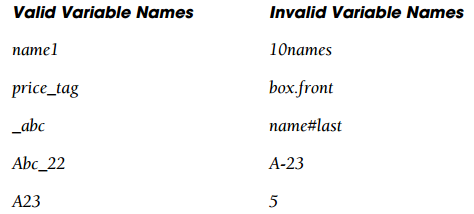 Valid Variable Names Invalid Variable Names
name1 10names
price_tag box.front
_abc name#last
Abc_22 A-23
A23 5